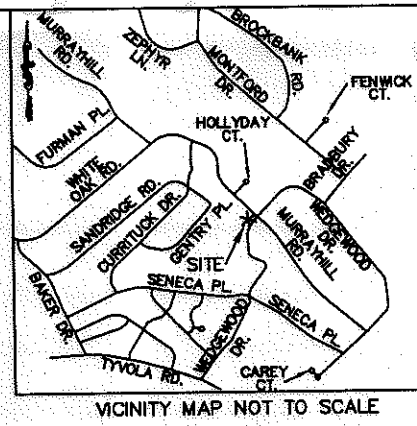 MURRAYHILL
RD.
ZEPHYR
LN.
BROCKBANK
RD.
MONTFORD
DR.
FENWICK
CT.
FURMAN PL.
HOLLYDAY
CT.
BRAMBURY
DR.
WHITE
OAK RD.
SANDRIDGE RD.
CURRITUCK DR.
GENTRY PL.
WEDGEWOOD
DR.
MURRAYHILL
RD.
SITE
SENECA PL.
BAKER DR.
WEDGEWOOD
DR.
SENECA PL.
TYVOLA RD.
CAREY
CT.
VICINITY MAP NOT TO SCALE